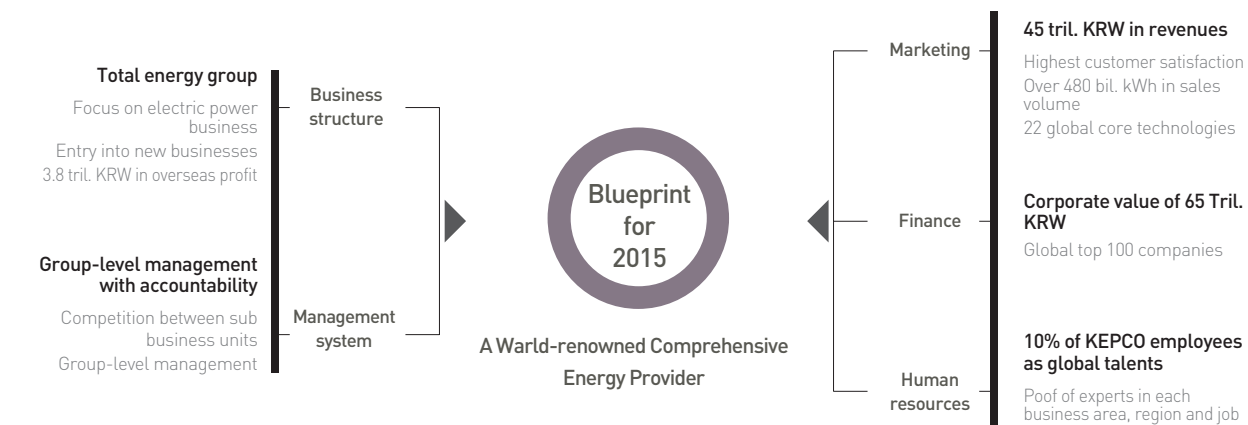 Total energy group
Focus on electric power
business
Entry into new businesses
3.8 tril. KRW in overseas profit
Business
structure
Group-level management
with accountability
Competition between sub
business units
Group-level management
Management
system
Blueprint
for
2015
A Warld-renowned Comprehensive
Energy Provider
Marketing
45 tril. KRW in revenues
Highest customer satisfaction
Over 480 bil. kWh in sales
volume
22 global core technologies
Finance
Corporate value of 65 Tril.
KRW
Global top 100 companies
Human
resources
10% of KEPCO employees
as global talents
Poof of experts in each
business area, region and job